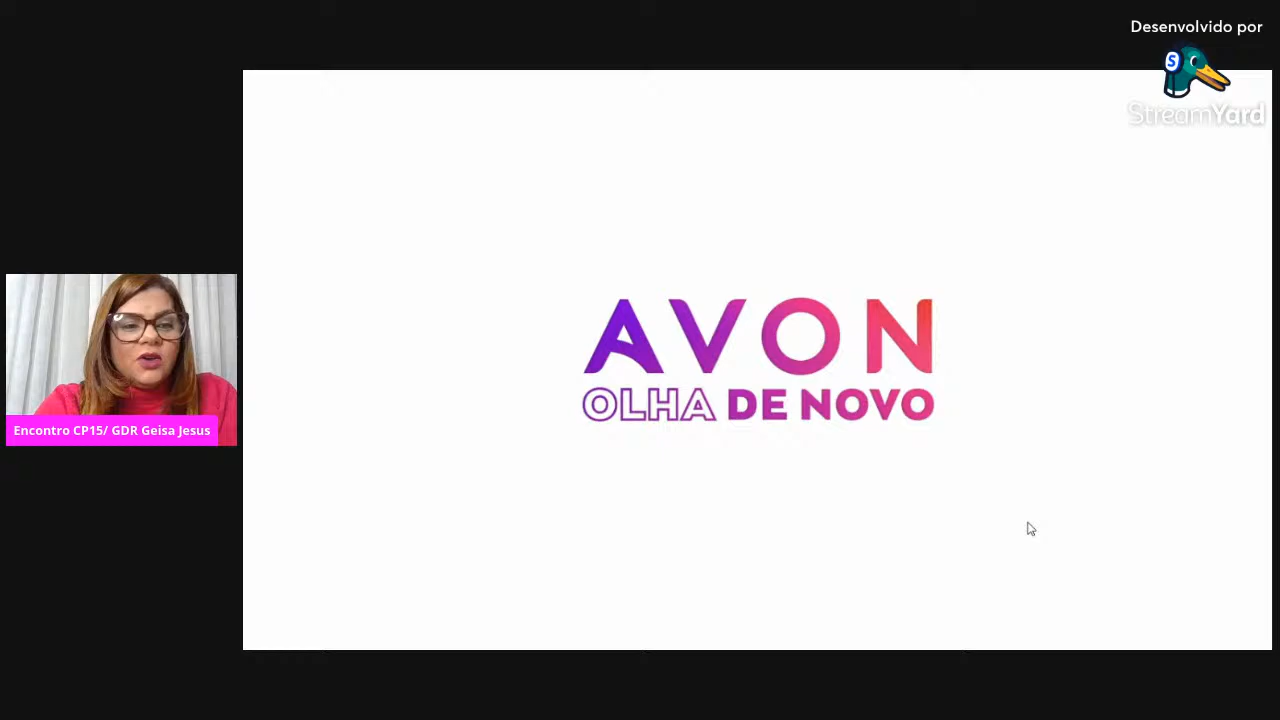 Desenvolvido por
S
StreamYard
AVON
OLHA DE NOVO
Encontro CP15/ GDR Geisa Jesus